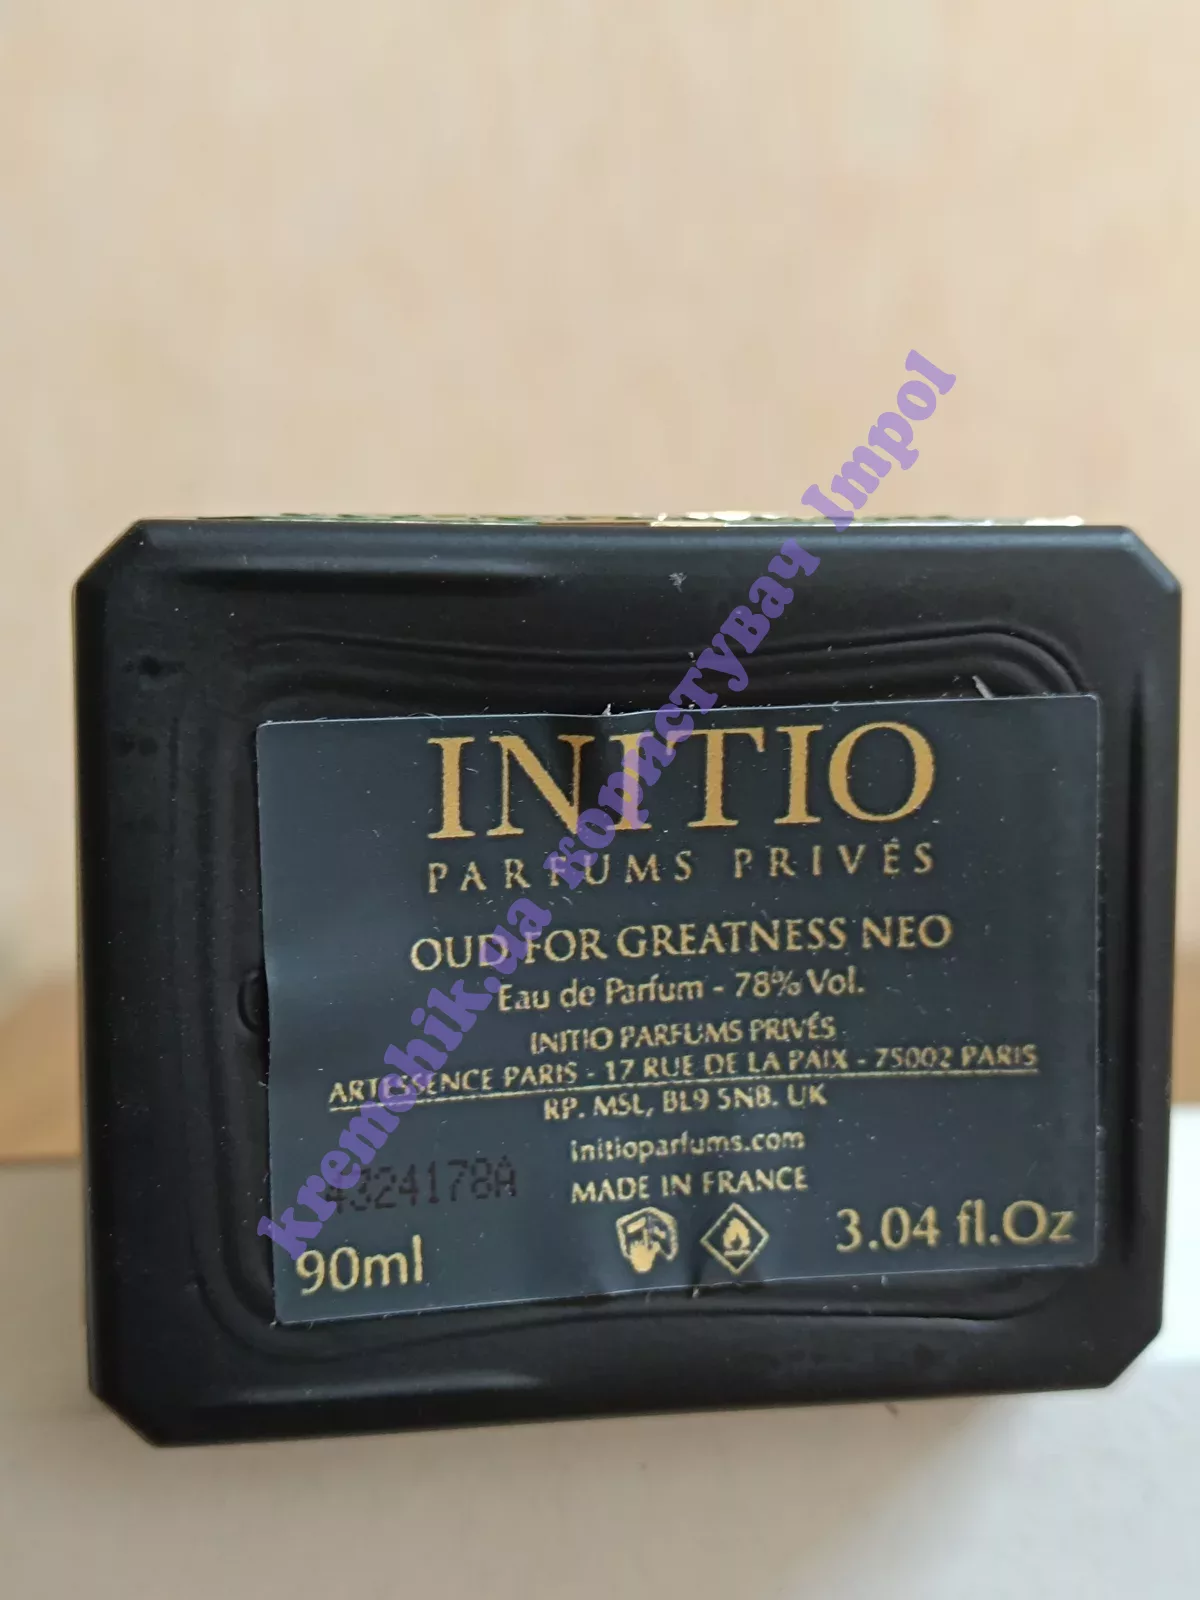 INITIO
PARFUMS PRIVÉS
OUD FOR GREATNESS NEO
Eau de Parfum - 78% Vol.
INITIO PARFUMS PRIVÉS
ARTESSENCE PARIS - 17 RUE DE LA PAIX - 75002 PARIS
RP. MSL, BL9 5NB. UK
initioparfums.com
MADE IN FRANCE
4324178A
90ml
3.04 fl.Oz
kremchik.ua користуВач Impol